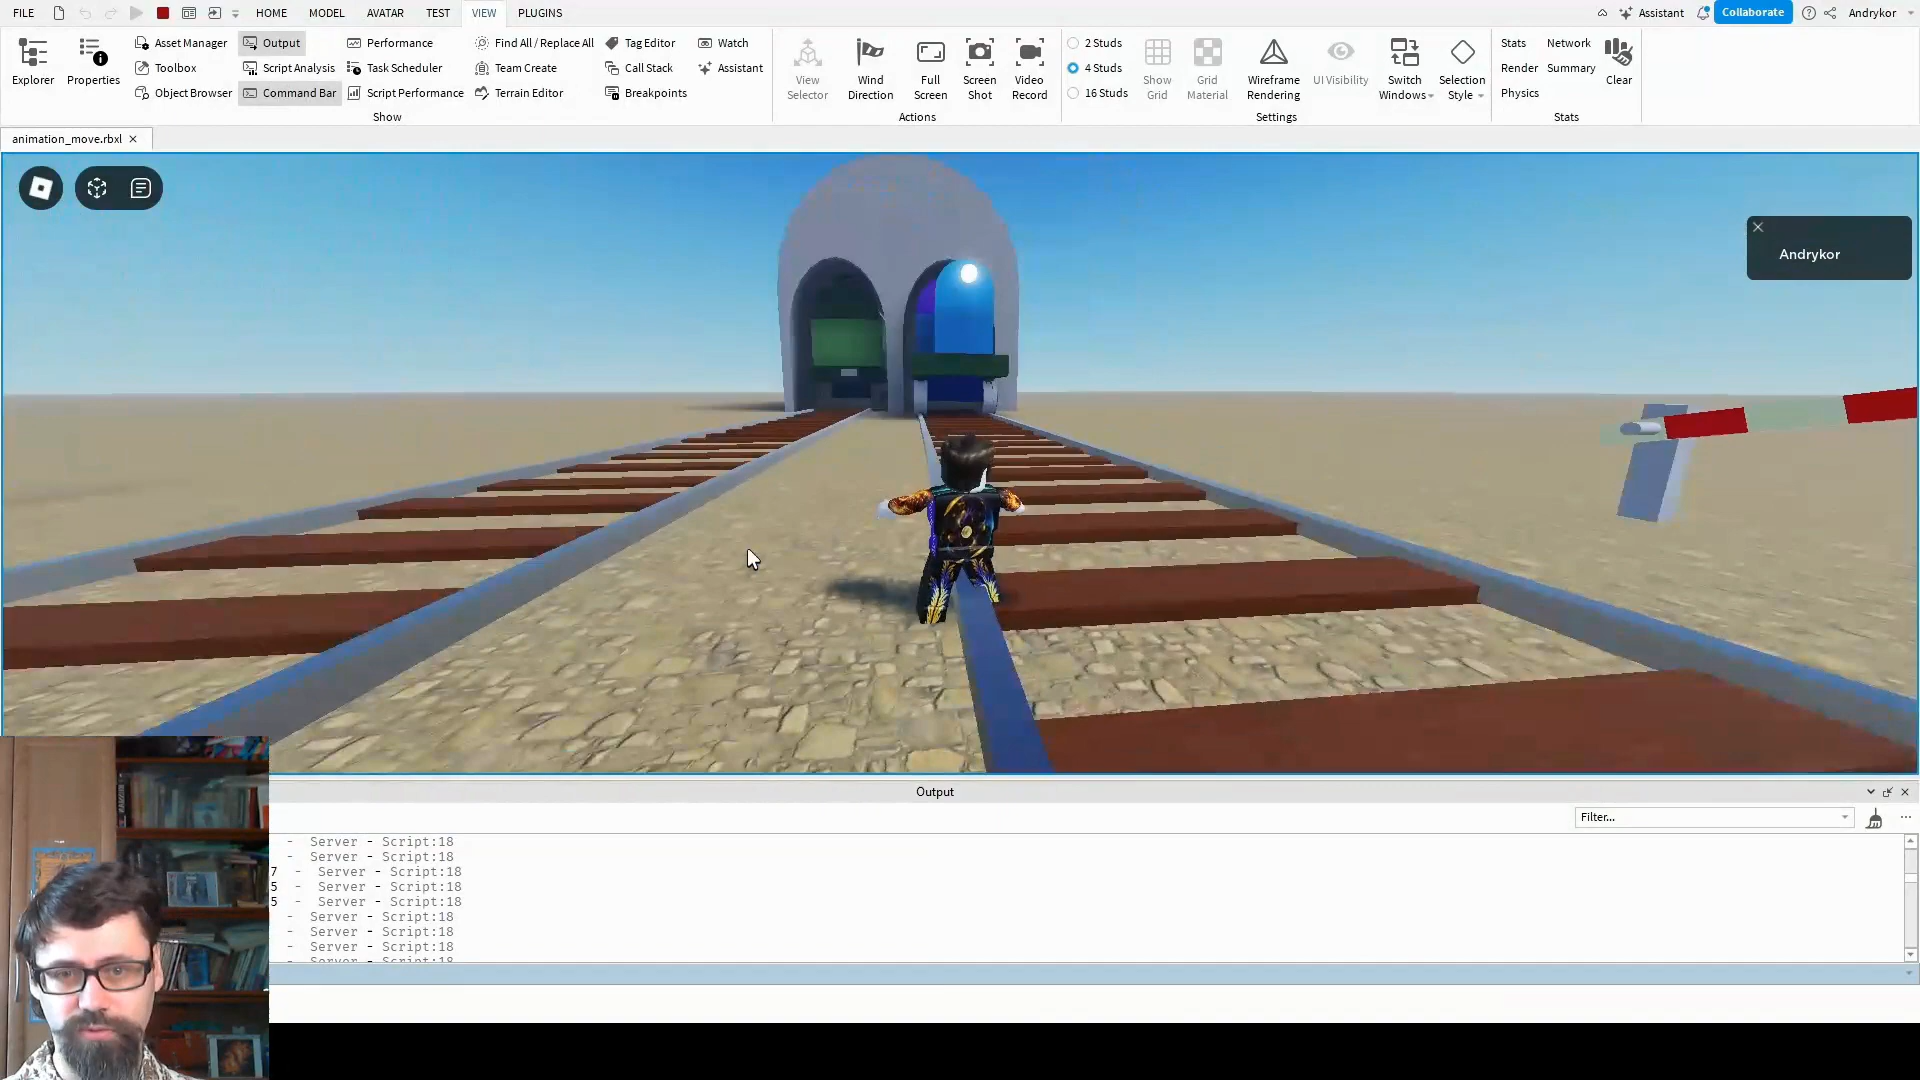 FILE
HOME
MODEL
AVATAR
TEST
VIEW
PLUGINS
Assistant
Collaborate
Andrykor
Explorer
Properties
Asset Manager
Toolbox
Object Browser
Output
Script Analysis
Command Bar
Performance
Task Scheduler
Script Performance
Find All / Replace All
Team Create
Terrain Editor
Tag Editor
Call Stack
Breakpoints
Watch
Assistant
Show
View
Selector
Wind
Direction
Full
Screen
Screen
Shot
Video
Record
Actions
2 Studs
4 Studs
16 Studs
Show
Grid
Grid
Material
Wireframe
Rendering
UI Visibility
Switch
Windows
Selection
Style
Settings
Stats
Render
Physics
Network
Summary
Clear
Stats
animation_move.rbxl
Andrykor
Output
Filter...
- Server - Script:18
- Server - Script:18
7 - Server - Script:18
5 - Server - Script:18
5 - Server - Script:18
- Server - Script:18
- Server - Script:18
- Server - Script:18
- Server - Script:18